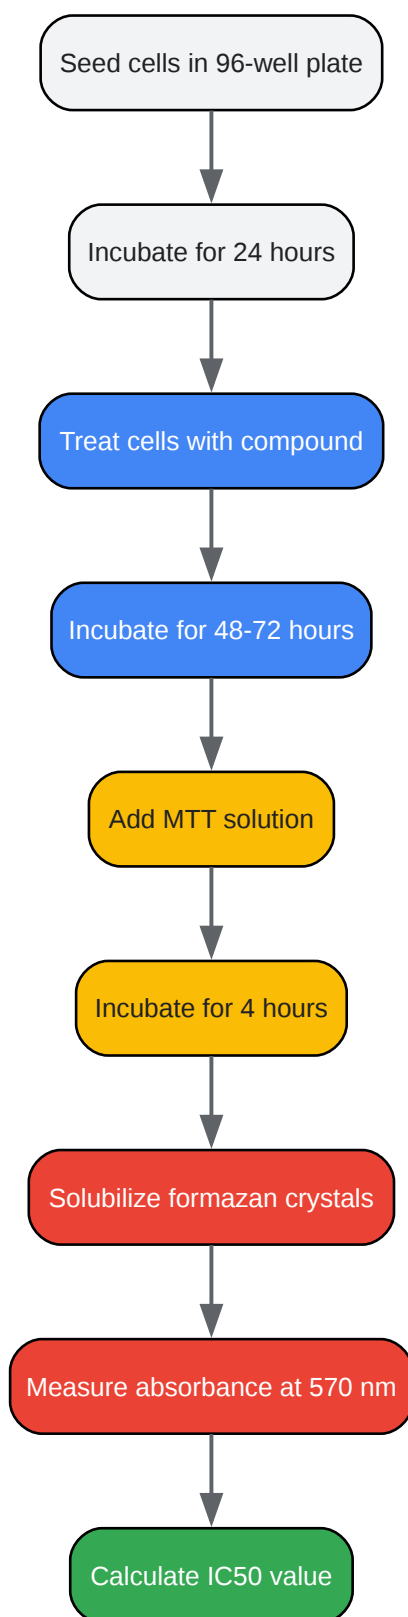 Seed cells in 96-well plate
Incubate for 24 hours
Treat cells with compound
Incubate for 48-72 hours
Add MTT solution
Incubate for 4 hours
Solubilize formazan crystals
Measure absorbance at 570 nm
Calculate IC50 value